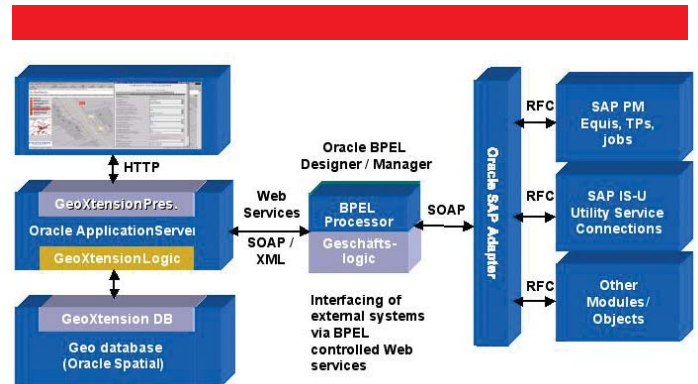 HTTP
GeoXtensionPres.
Oracle ApplicationServer
GeoXtensionLogic
GeoXtension DB
Geo database
(Oracle Spatial)
Web
Services
SOAP /
XML
Oracle BPEL
Designer / Manager
BPEL
Processor
Geschäfts-
logic
Interfacing of
external systems
via BPEL
controlled Web
services
SOAP
Oracle SAP Adapter
RFC
SAP PM
Equis, TPs,
jobs
RFC
SAP IS-U
Utility Service
Connections
RFC
Other
Modules/
Objects